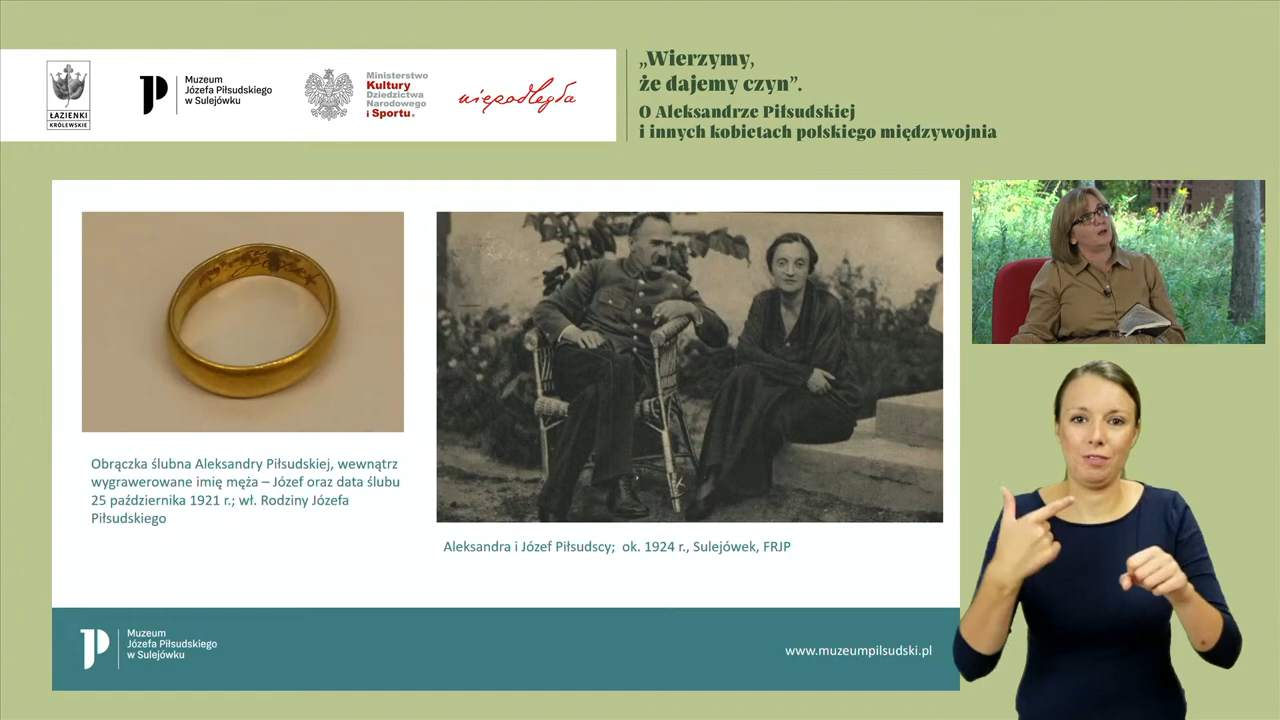 ŁAZIENKI
KRÓLEWSKIE
Muzeum
Józefa Piłsudskiego
w Sulejówku
Ministerstwo
Kultury
Dziedzictwa
Narodowego
i Sportu.
niepodległa
„Wierzymy,
że dajemy czyn”.
O Aleksandrze Piłsudskiej
i innych kobietach polskiego międzywojnia
Obrączka ślubna Aleksandry Piłsudskiej, wewnątrz
wygrawerowane imię męża – Józef oraz data ślubu
25 października 1921 r.; wł. Rodziny Józefa
Piłsudskiego
Aleksandra i Józef Piłsudscy; ok. 1924 r., Sulejówek, FRJP
Muzeum
Józefa Piłsudskiego
w Sulejówku
www.muzeumpilsudski.pl